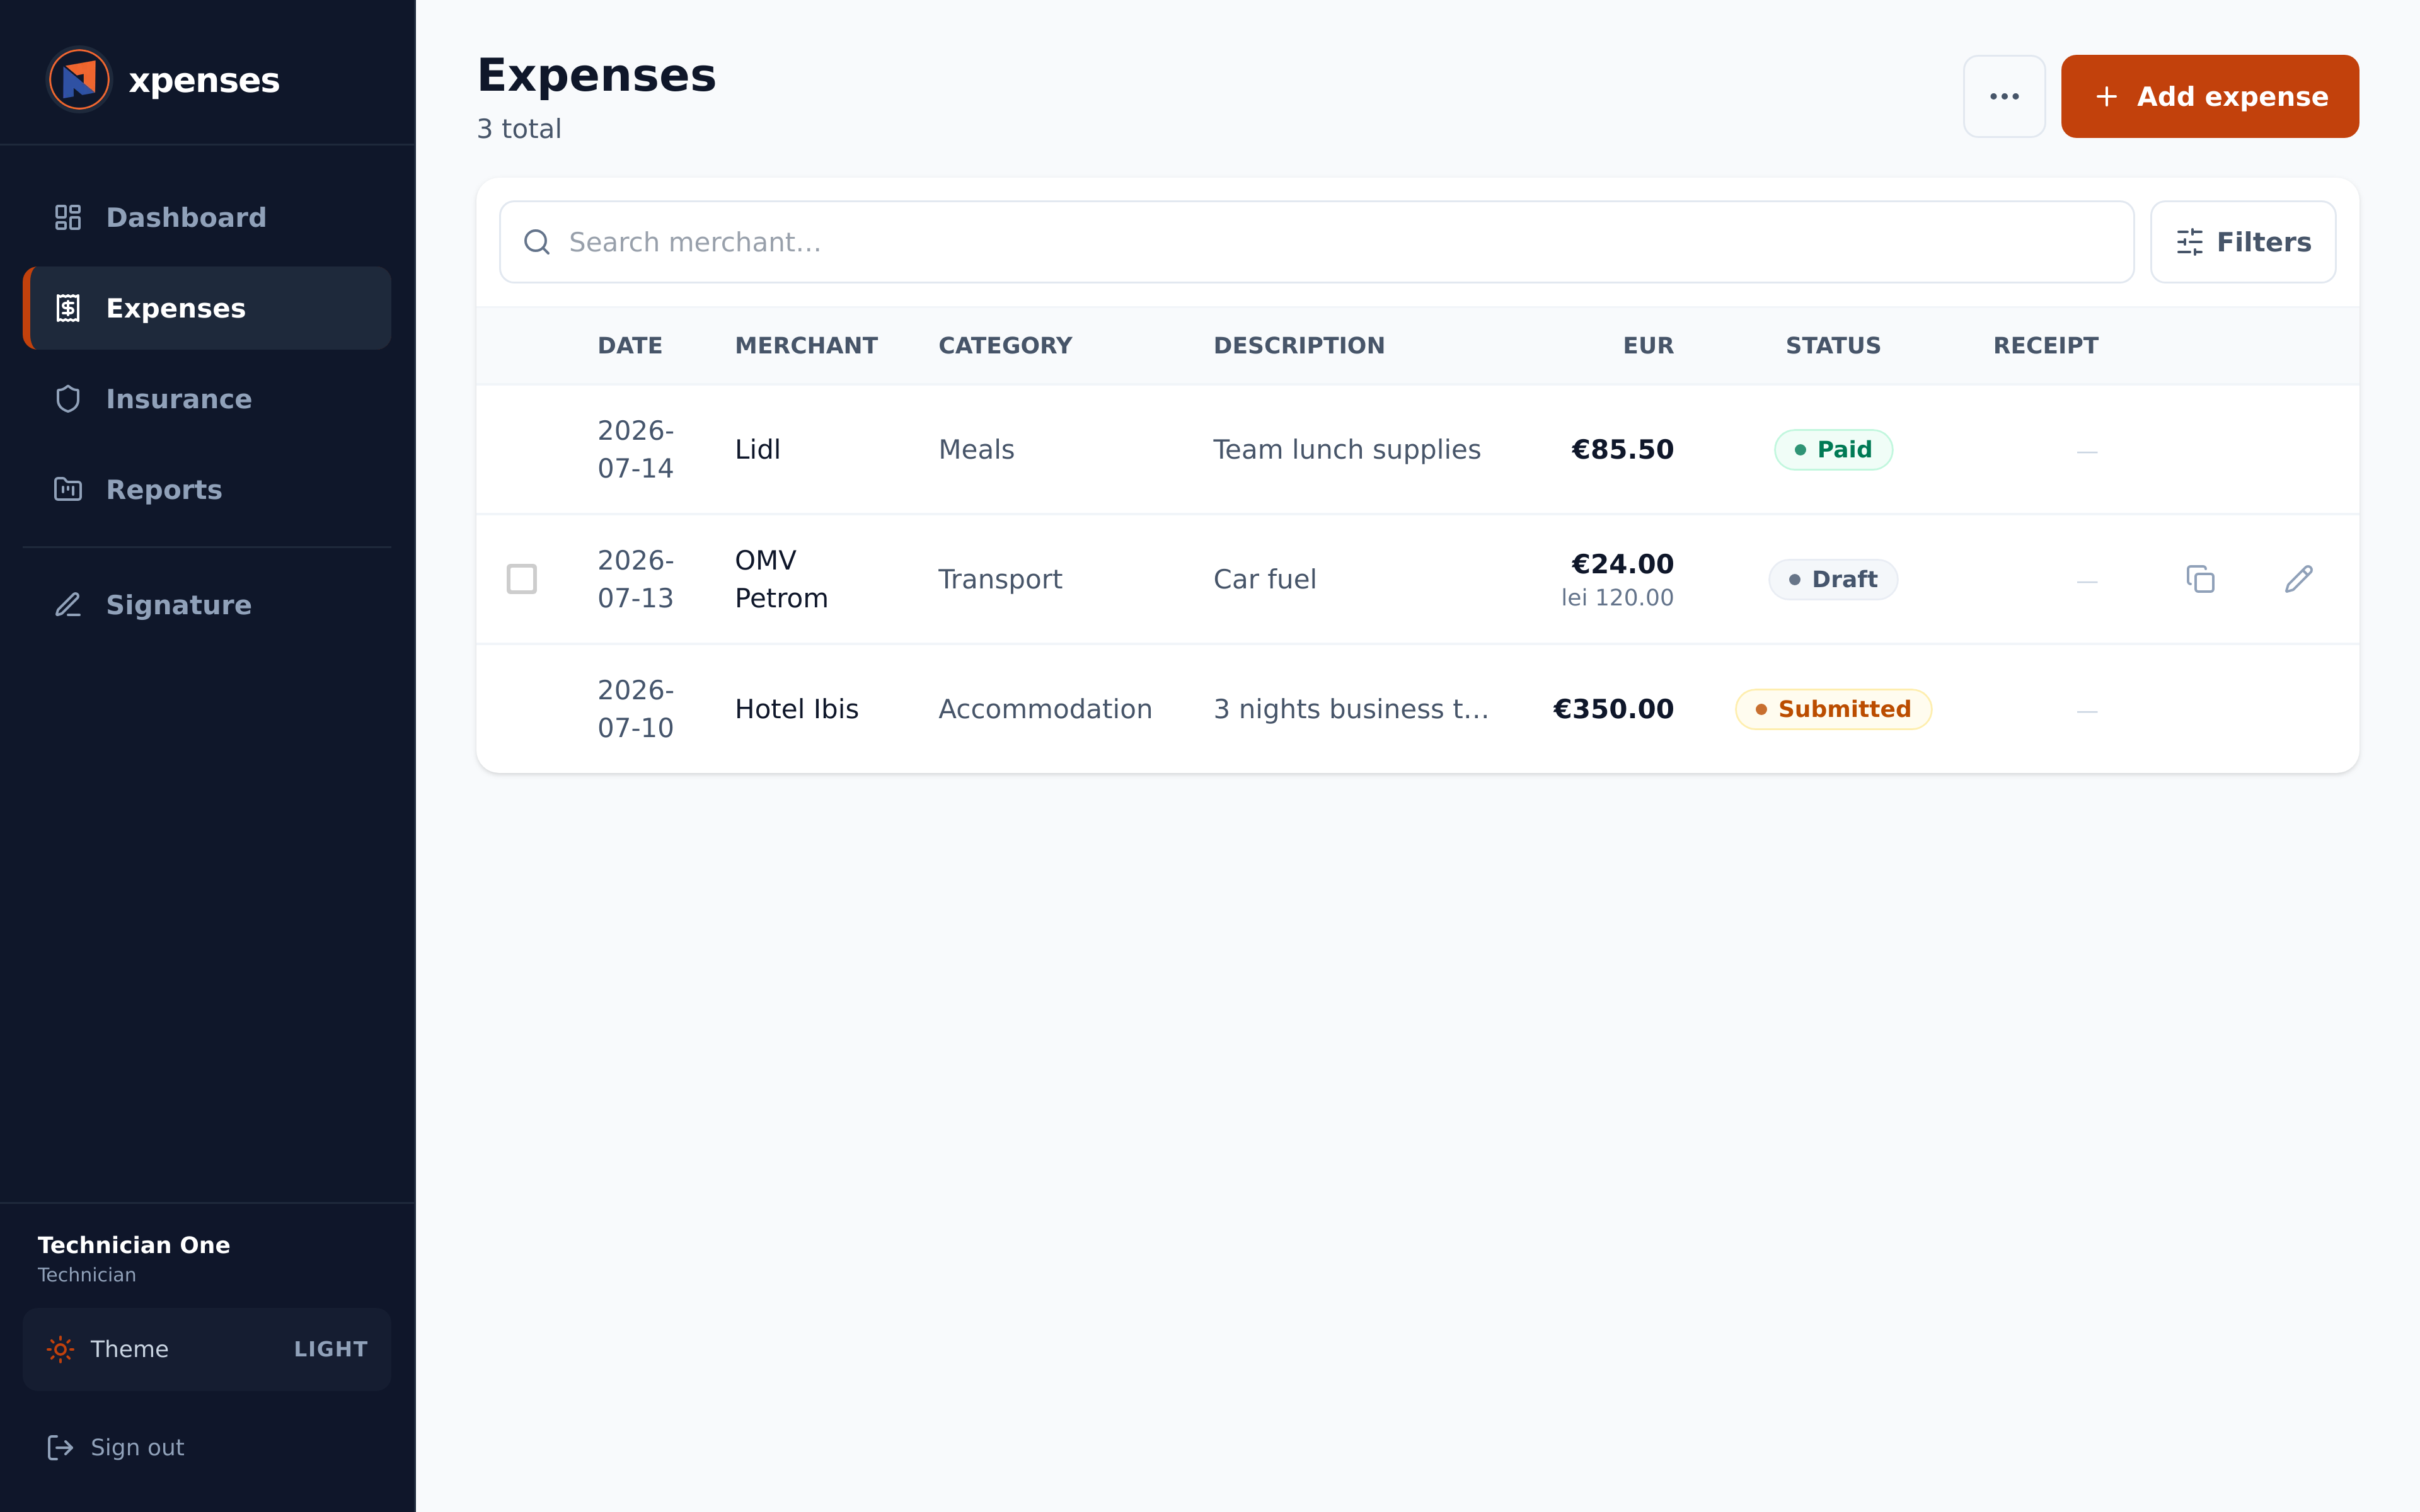 xpenses
Dashboard
Expenses
Insurance
Reports
Signature
Technician One
Technician
Theme LIGHT
Sign out
Expenses
3 total
Add expense
Search merchant...
Filters
DATE MERCHANT CATEGORY DESCRIPTION EUR STATUS RECEIPT
2026-
07-14
Lidl
Meals
Team lunch supplies
€85.50
Paid
—
2026-
07-13
OMV
Petrom
Transport
Car fuel
€24.00
lei 120.00
Draft
—
2026-
07-10
Hotel Ibis
Accommodation
3 nights business t...
€350.00
Submitted
—